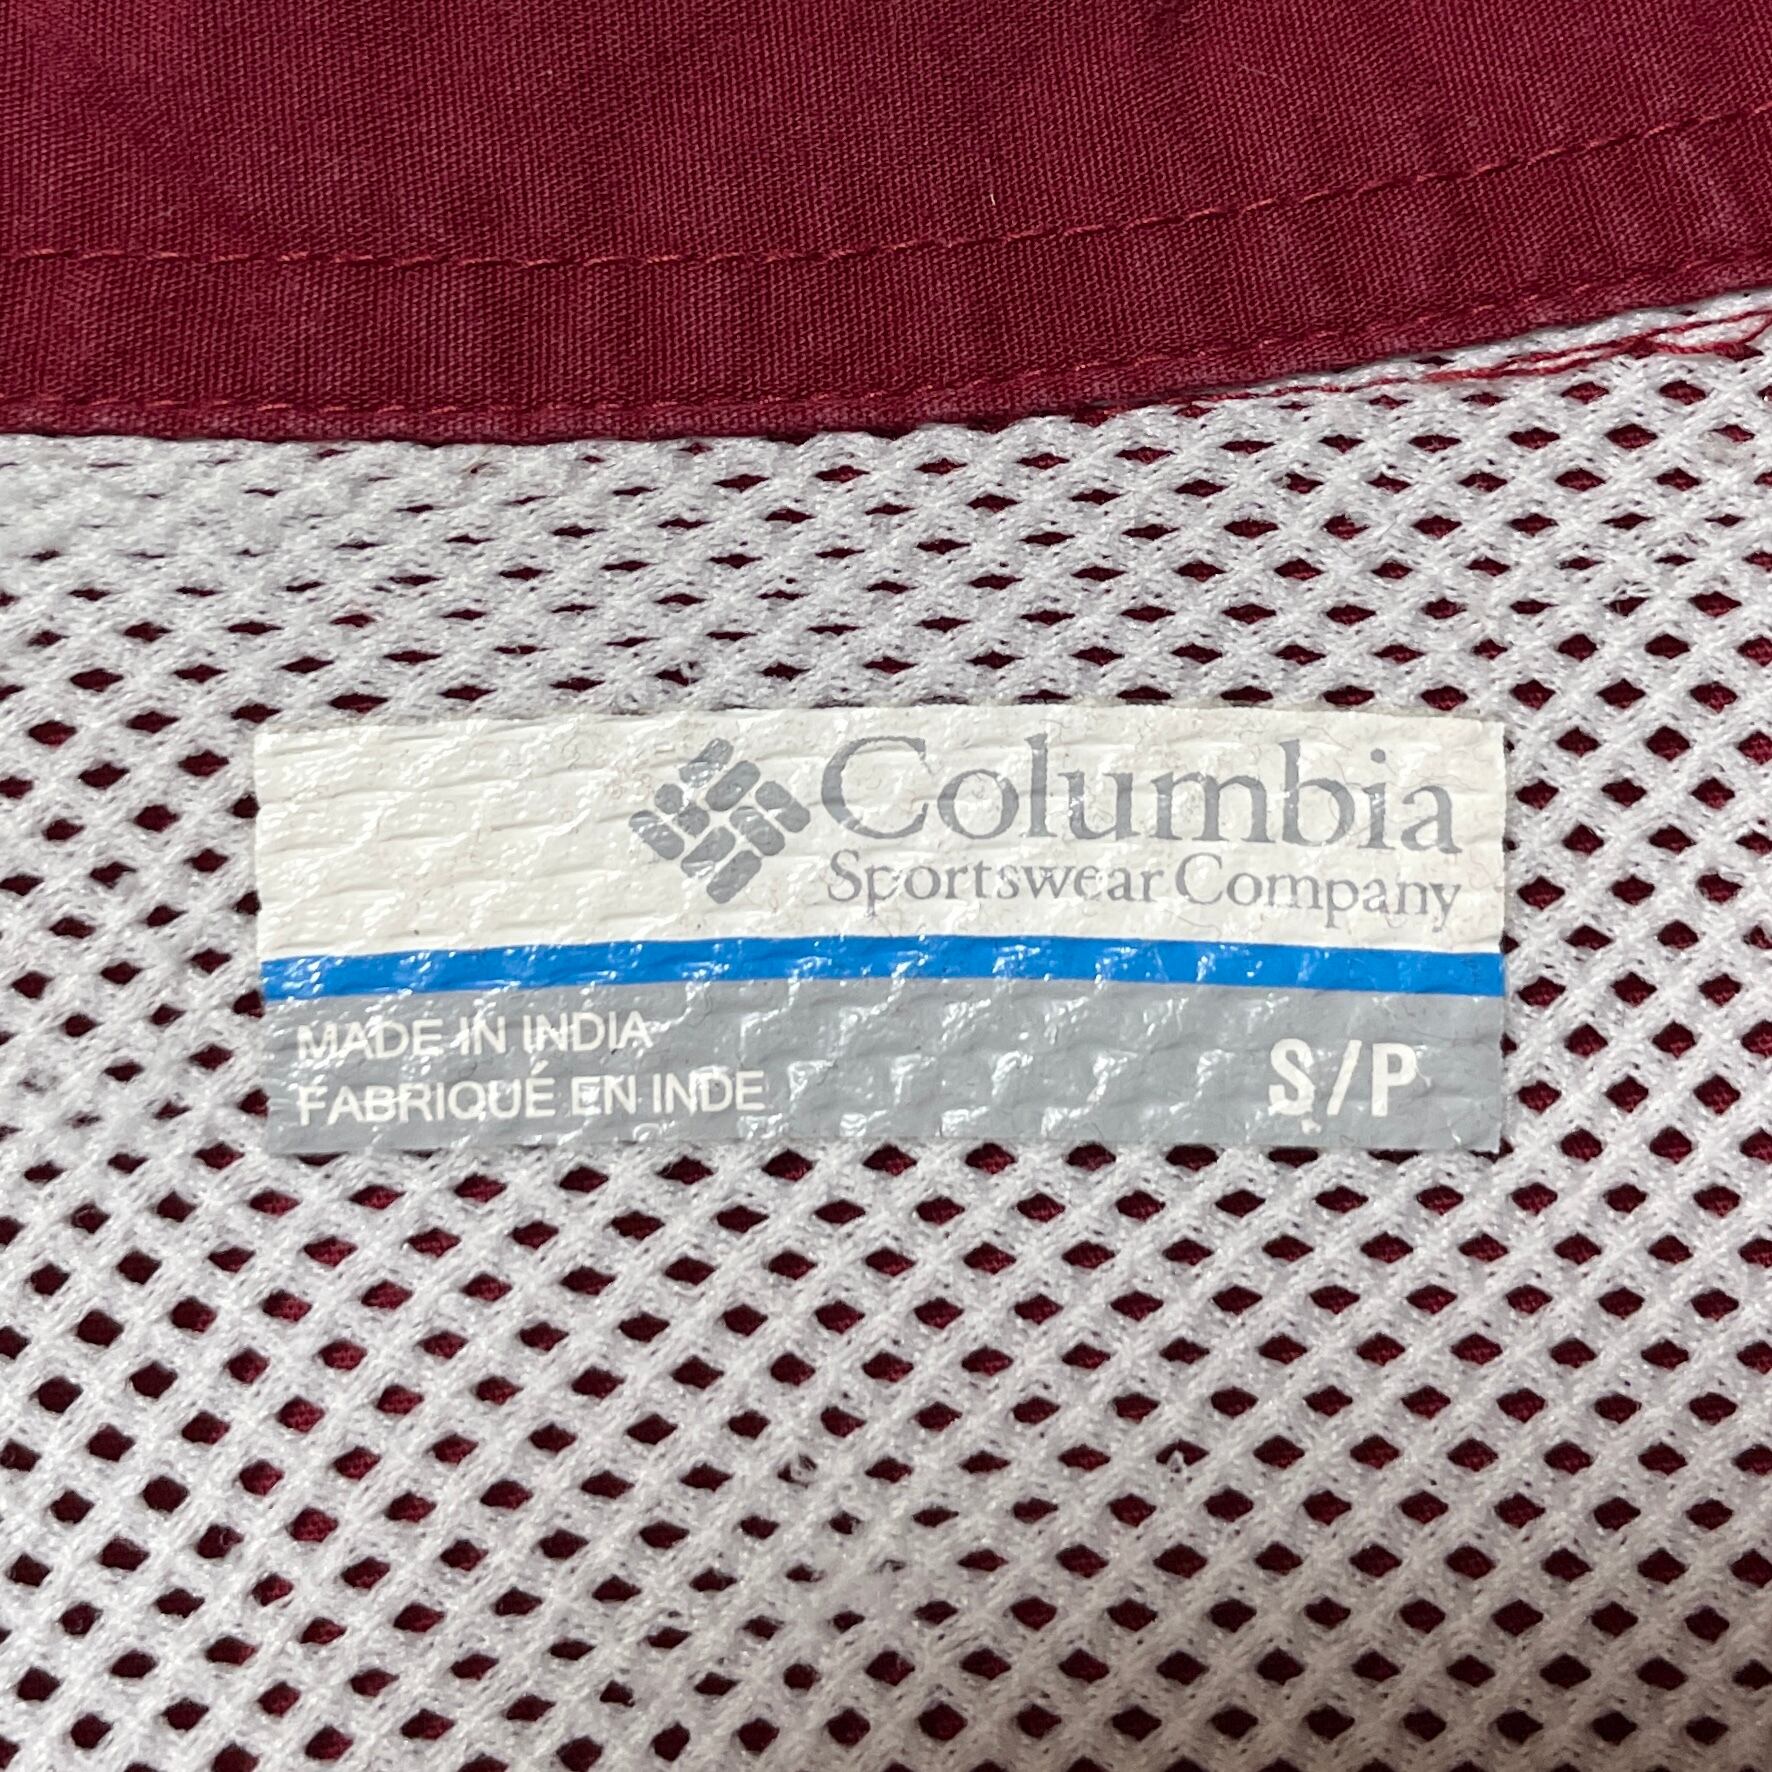 Columbia
Sportswear Company
MADE IN INDIA
FABRIQUÉ EN INDE
S/P